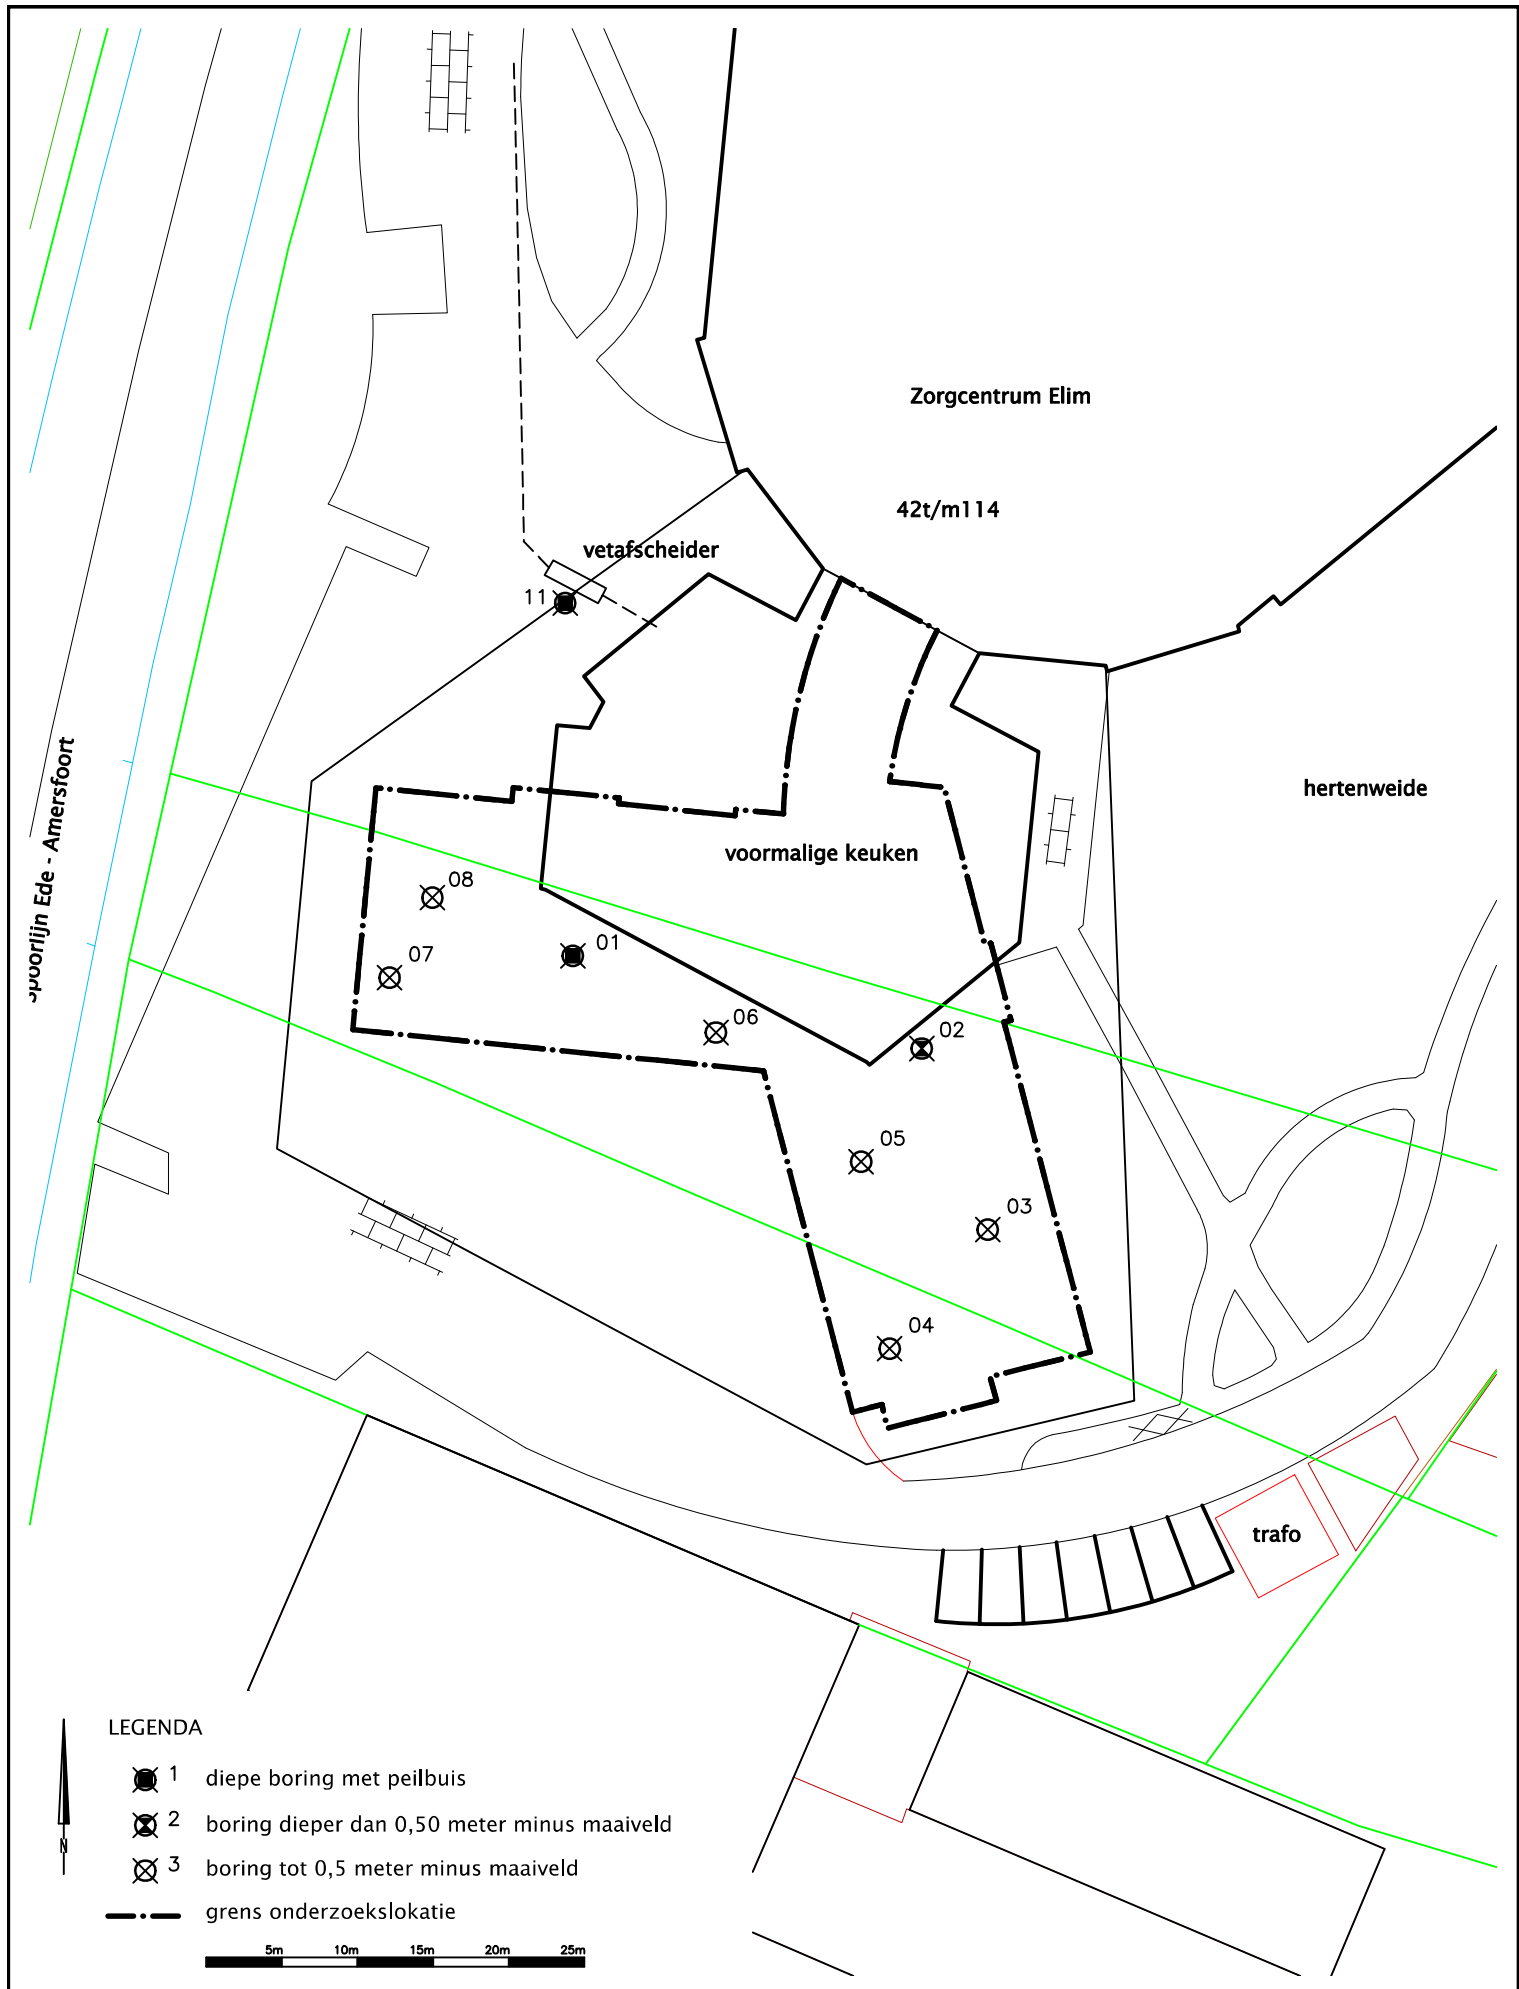 Zorgcentrum Elim
42t/m114
vetafscheider
11
spoorlijn Ede - Amersfoort
hertenweide
voormalige keuken
08
01
07
06
02
05
03
04
trafo
LEGENDA
1 diepe boring met peilbuis
2 boring dieper dan 0,50 meter minus maaiveld
3 boring tot 0,5 meter minus maaiveld
grens onderzoekslokatie
N
5m 10m 15m 20m 25m